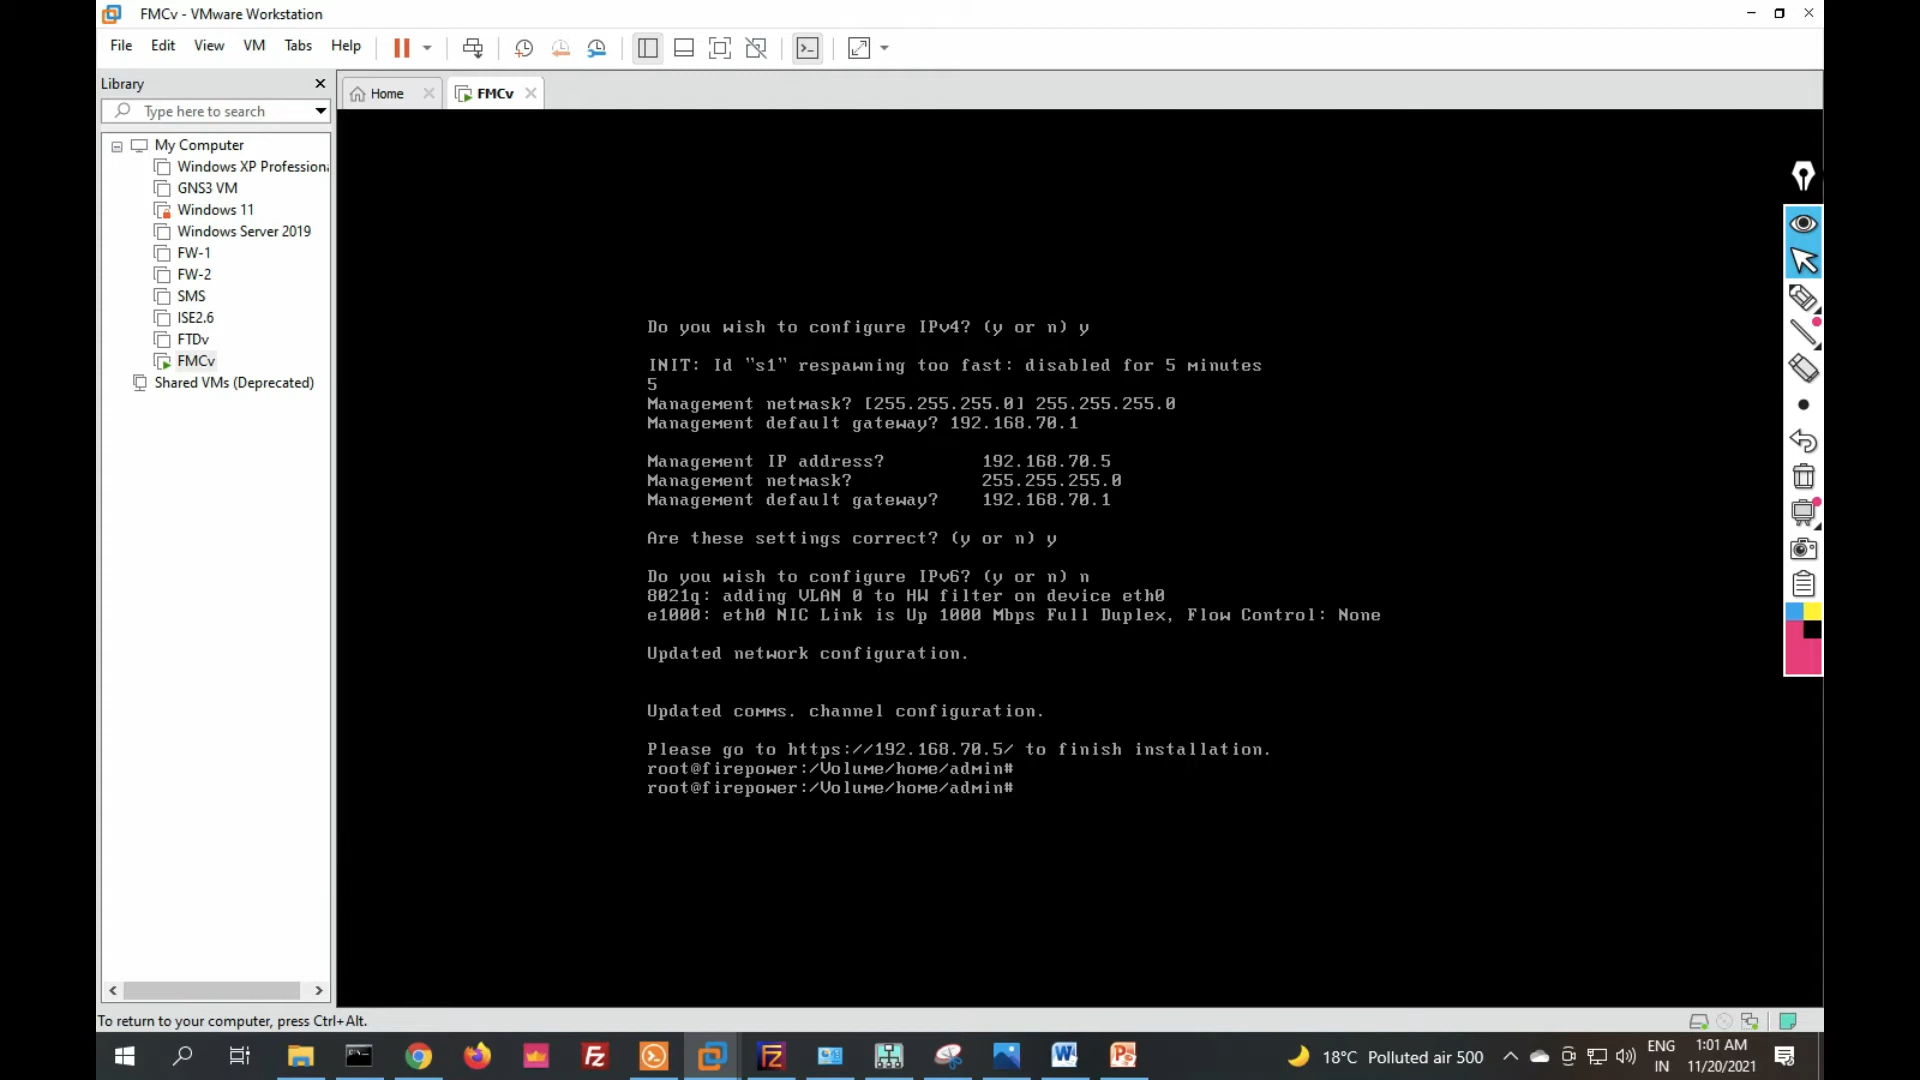 FMCv - VMware Workstation
File Edit View VM Tabs Help
Library
Type here to search
Home
FMCv
My Computer
Windows XP Professiona
GNS3 VM
Windows 11
Windows Server 2019
FW-1
FW-2
SMS
ISE2.6
FTDv
FMCv
Shared VMs (Deprecated)
Do you wish to configure IPv4? (y or n) y
INIT: Id "s1" respawning too fast: disabled for 5 minutes
5
Management netmask? [255.255.255.0] 255.255.255.0
Management default gateway? 192.168.70.1
Management IP address? 192.168.70.5
Management netmask? 255.255.255.0
Management default gateway? 192.168.70.1
Are these settings correct? (y or n) y
Do you wish to configure IPv6? (y or n) n
8021q: adding VLAN 0 to HW filter on device eth0
e1000: eth0 NIC Link is Up 1000 Mbps Full Duplex, Flow Control: None
Updated network configuration.
Updated comms. channel configuration.
Please go to https://192.168.70.5/ to finish installation.
root@firepower:/Volume/home/admin#
root@firepower:/Volume/home/admin#
To return to your computer, press Ctrl+Alt.
18°C Polluted air 500
ENG
IN
1:01 AM
11/20/2021